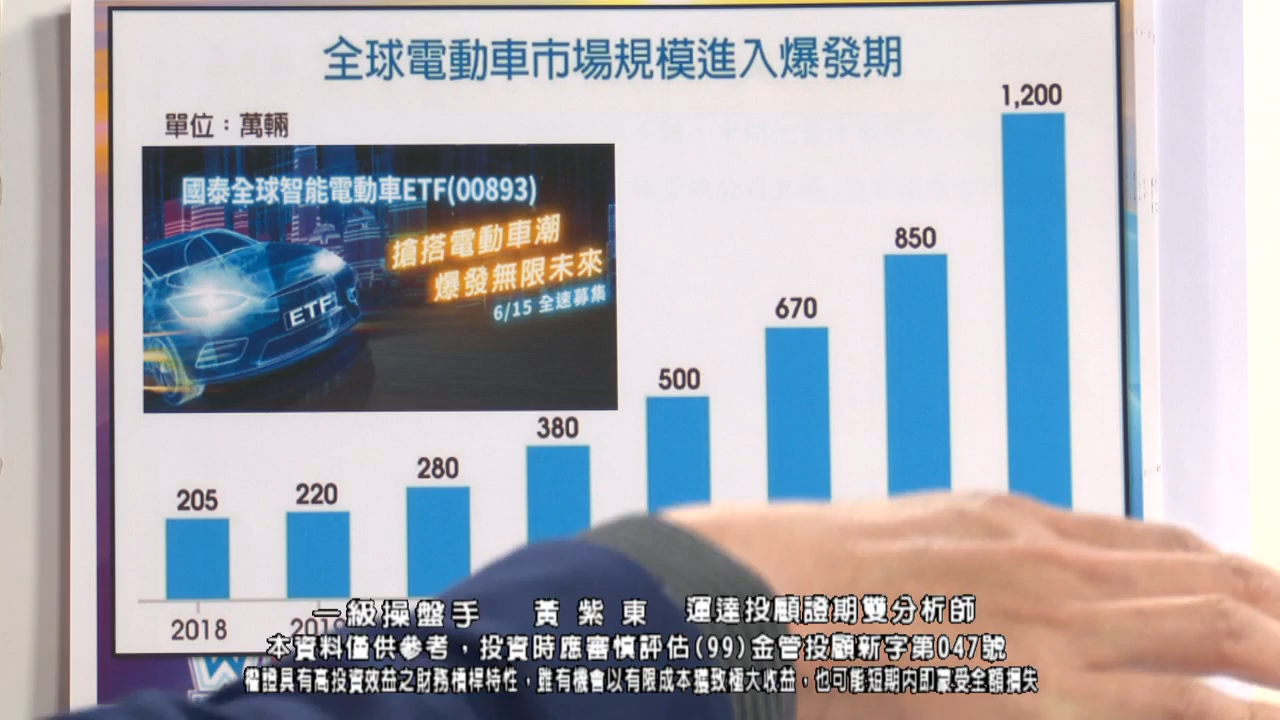 全球電動車市場規模進入爆發期
單位：萬輛
國泰全球智能電動車ETF(00893)
搶搭電動車潮
爆發無限未來
6/15 全速募集
ETF
205
220
280
380
500
670
850
1,200
2018
2019
一級操盤手 黃紫東 運達投顧證期雙分析師
本資料僅供參考，投資時應審慎評估(99)金管投顧新字第047號
權證具有高投資效益之財務槓桿特性，雖有機會以有限成本獲致極大收益，也可能短期內即蒙受全額損失